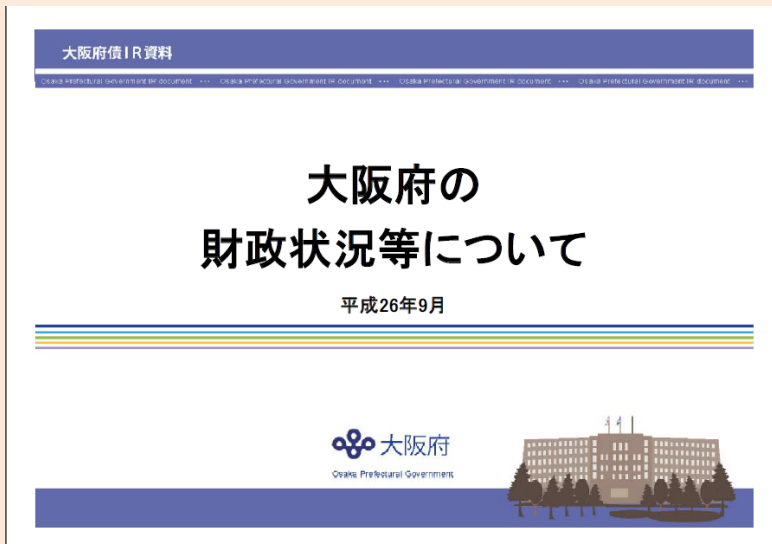 大阪府債IR資料
Osaka Prefectural Government IR document ••• Osaka Prefectural Government IR document ••• Osaka Prefectural Government IR document ••• Osaka Prefectural Government IR document •••
大阪府の
財政状況等について
平成26年9月
大阪府
Osaka Prefectural Government